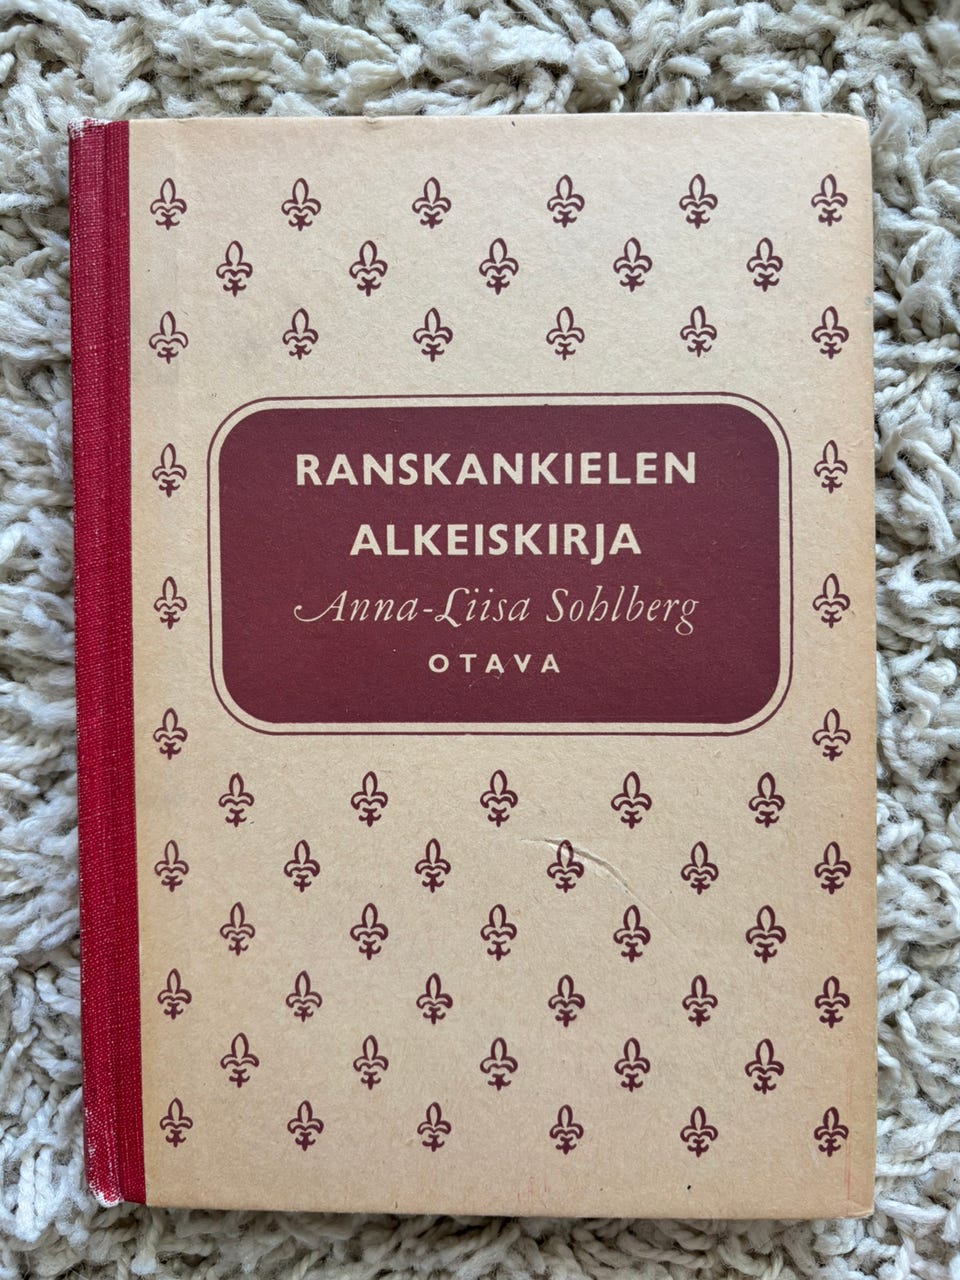 RANSKANKIELEN
ALKEISKIRJA
Anna-Liisa Sohlberg
OTAVA